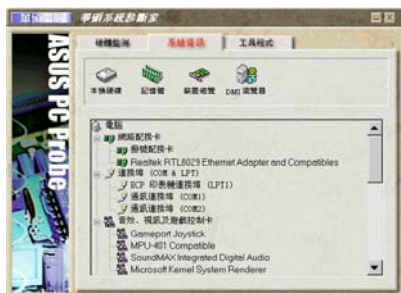 華碩系統診斷家
ASUS PC Probe
硬體監測
系統資訊
工具程式
本機硬碟
記憶體
裝置總覽
DMI 瀏覽器
電腦
網路配接卡
撥號配接卡
Realtek RTL8029 Ethernet Adapter and Compatibles
連接埠 (COM & LPT)
ECP 印表機連接埠 (LPT1)
通訊連接埠 (COM1)
通訊連接埠 (COM2)
音效、視訊及遊戲控制卡
Gameport Joystick
MPU-401 Compatible
SoundMAX Integrated Digital Audio
Microsoft Kernel System Renderer